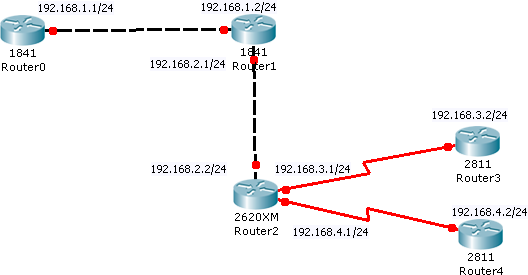 192.168.1.1/24
192.168.1.2/24
1841
Router0
1841
Router1
192.168.2.1/24
192.168.3.2/24
2811
Router3
192.168.2.2/24
192.168.3.1/24
2620XM
Router2
192.168.4.1/24
192.168.4.2/24
2811
Router4